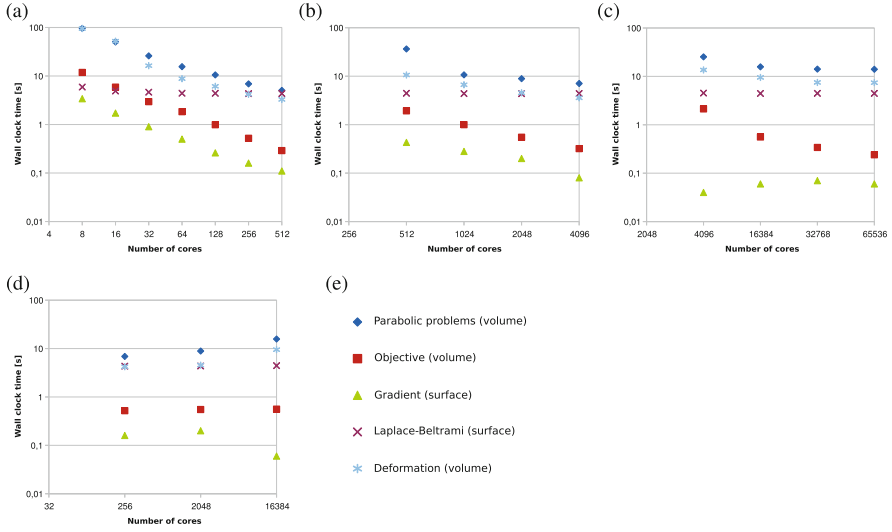 (a)
100
10
1
0,1
0,01
Wall clock time [s]
4 8 16 32 64 128 256 512
Number of cores
(b)
100
10
1
0,1
0,01
Wall clock time [s]
256 512 1024 2048 4096
Number of cores
(c)
100
10
1
0,1
0,01
Wall clock time [s]
2048 4096 16384 32768 65536
Number of cores
(d)
100
10
1
0,1
0,01
Wall clock time [s]
32 256 2048 16384
Number of cores
(e)
Parabolic problems (volume)
Objective (volume)
Gradient (surface)
Laplace-Beltrami (surface)
Deformation (volume)